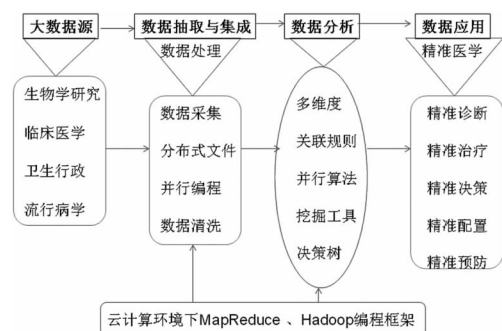 大数据源
数据抽取与集成
数据分析
数据应用
数据处理
精准医学
生物学研究
临床医学
卫生行政
流行病学
数据采集
分布式文件
并行编程
数据清洗
多维度
关联规则
并行算法
挖掘工具
决策树
精准诊断
精准治疗
精准决策
精准配置
精准预防
云计算环境下MapReduce 、Hadoop编程框架